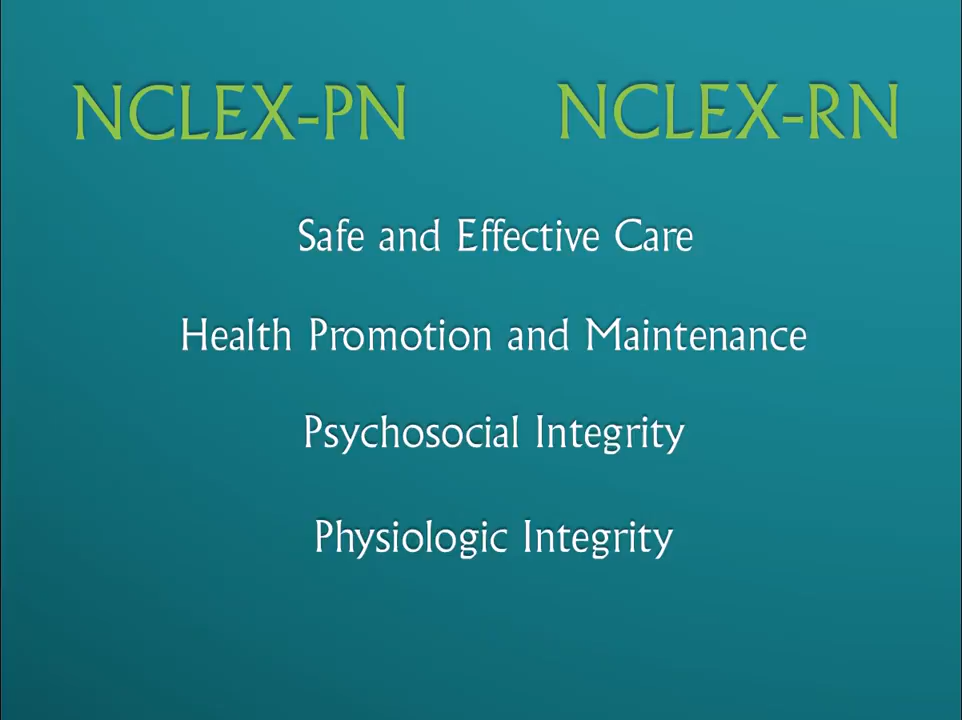 NCLEX-PN NCLEX-RN
Safe and Effective Care
Health Promotion and Maintenance
Psychosocial Integrity
Physiologic Integrity